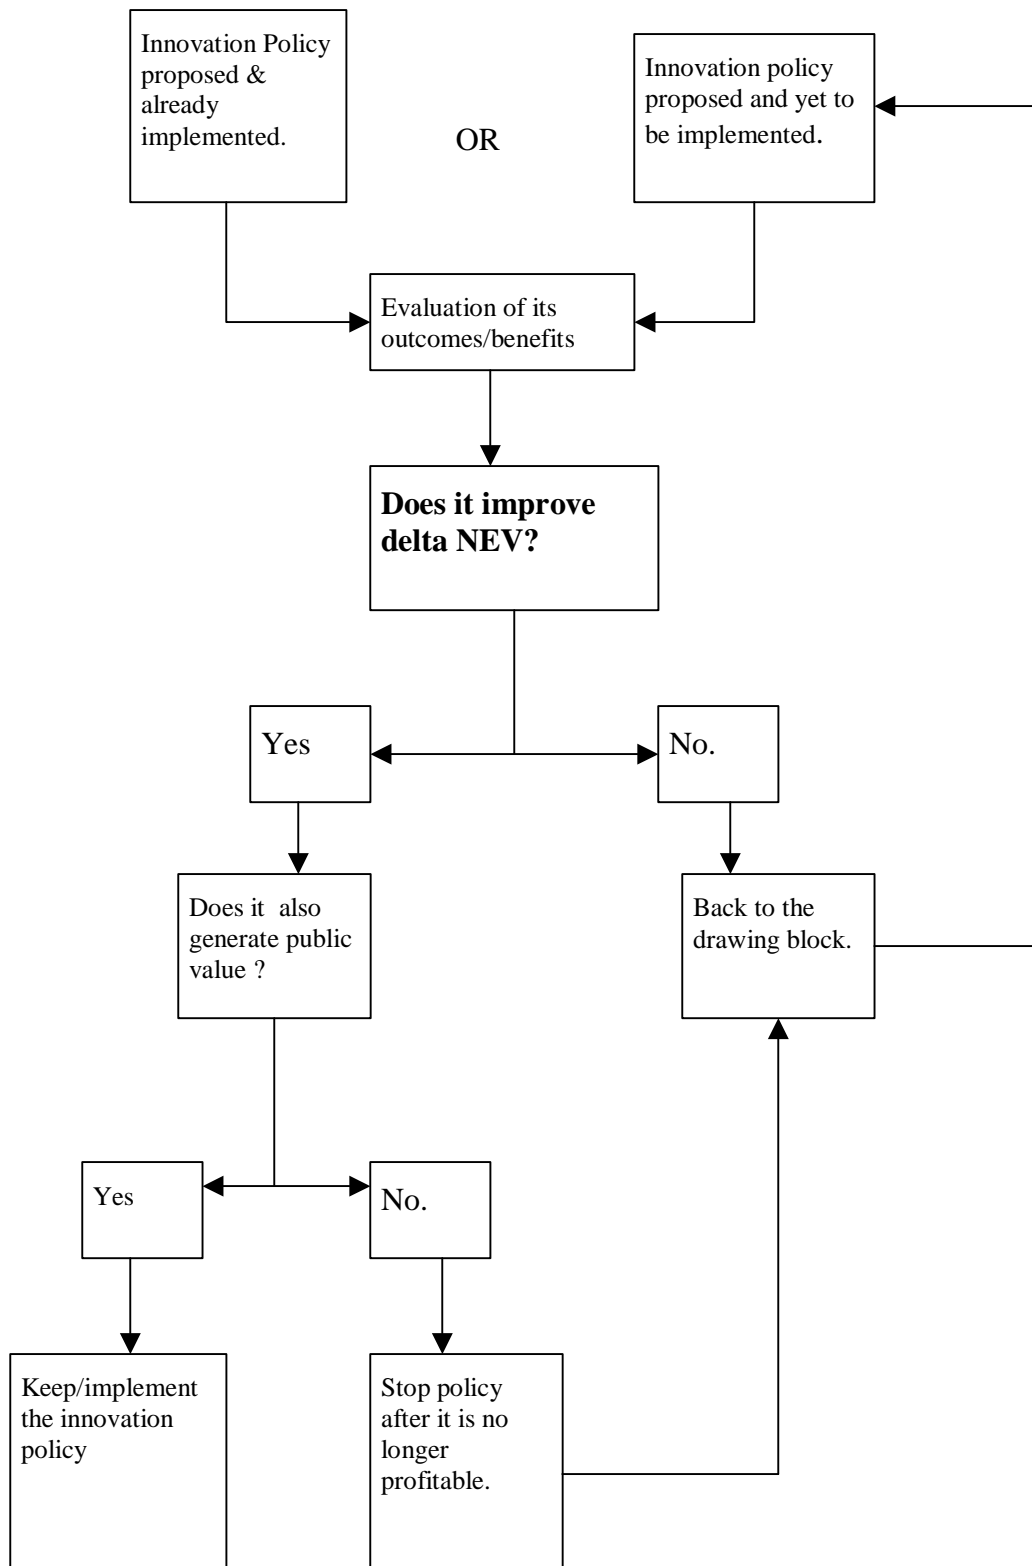 Innovation Policy
proposed &
already
implemented.
OR
Innovation policy
proposed and yet to
be implemented.
Evaluation of its
outcomes/benefits
Does it improve
delta NEV?
Yes
No.
Does it  also
generate public
value ?
Back to the
drawing block.
Yes
No.
Keep/implement
the innovation
policy
Stop policy
after it is no
longer
profitable.